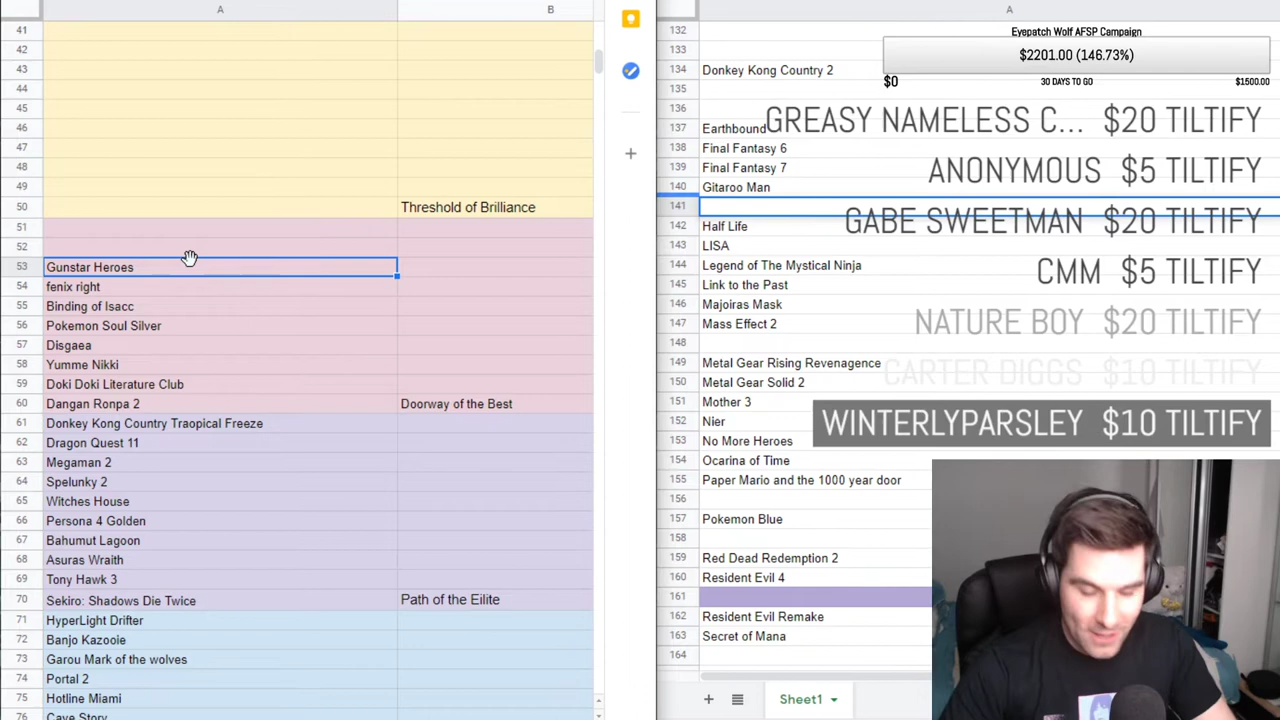 A
B
41
42
43
44
45
46
47
48
49
50 Threshold of Brilliance
51
52
53 Gunstar Heroes
54 fenix right
55 Binding of Isacc
56 Pokemon Soul Silver
57 Disgaea
58 Yumme Nikki
59 Doki Doki Literature Club
60 Dangan Ronpa 2 Doorway of the Best
61 Donkey Kong Country Traopical Freeze
62 Dragon Quest 11
63 Megaman 2
64 Spelunky 2
65 Witches House
66 Persona 4 Golden
67 Bahumut Lagoon
68 Asuras Wraith
69 Tony Hawk 3
70 Sekiro: Shadows Die Twice Path of the Eilite
71 HyperLight Drifter
72 Banjo Kazoole
73 Garou Mark of the wolves
74 Portal 2
75 Hotline Miami
76 Cave Story
A
132
133
134 Donkey Kong Country 2
135
136
137 Earthbound
138 Final Fantasy 6
139 Final Fantasy 7
140 Gitaroo Man
141
142 Half Life
143 LISA
144 Legend of The Mystical Ninja
145 Link to the Past
146 Majoiras Mask
147 Mass Effect 2
148
149 Metal Gear Rising Revenagence
150 Metal Gear Solid 2
151 Mother 3
152 Nier
153 No More Heroes
154 Ocarina of Time
155 Paper Mario and the 1000 year door
156
157 Pokemon Blue
158
159 Red Dead Redemption 2
160 Resident Evil 4
161
162 Resident Evil Remake
163 Secret of Mana
164
Sheet1
Eyepatch Wolf AFSP Campaign
$2201.00 (146.73%)
$0 30 DAYS TO GO $1500.00
GREASY NAMELESS C... $20 TILTIFY
ANONYMOUS $5 TILTIFY
GABE SWEETMAN $20 TILTIFY
CMM $5 TILTIFY
NATURE BOY $20 TILTIFY
CARTER DIGGS $10 TILTIFY
WINTERLYPARSLEY $10 TILTIFY